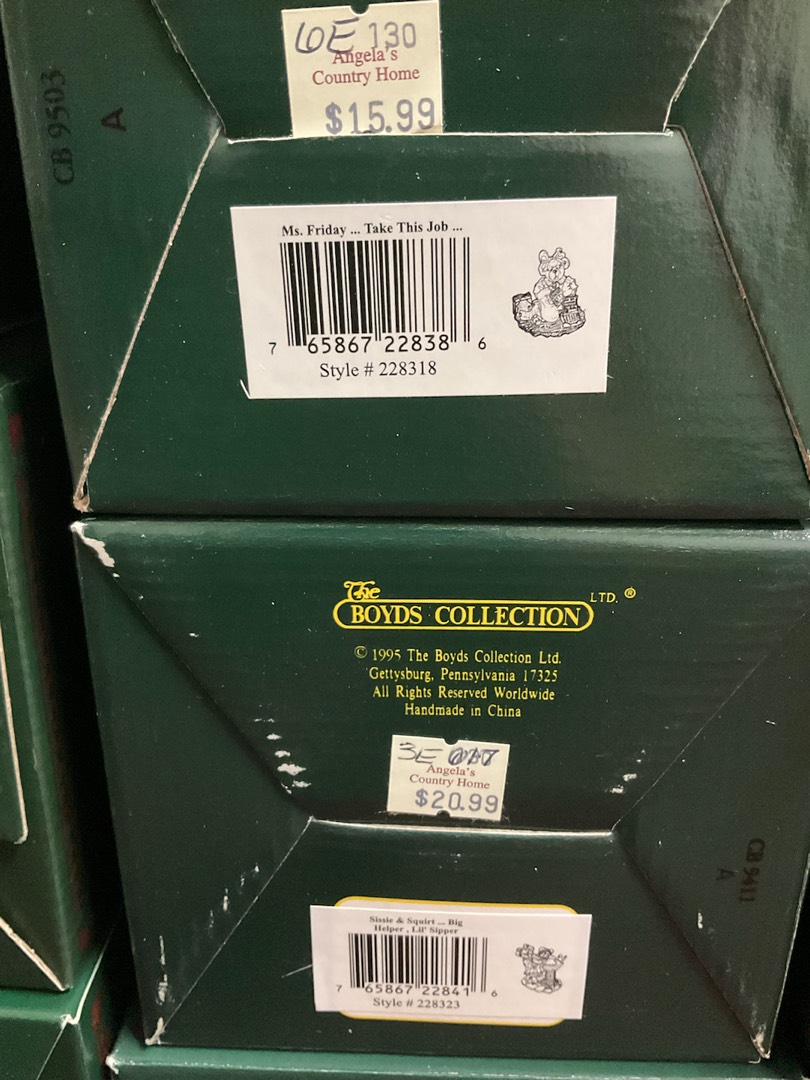 6E 130
Angela's
Country Home
$15.99
CB 9503
A
Ms. Friday ... Take This Job ...
7 65867 22838 6
Style # 228318
The
BOYDS COLLECTION LTD. ®
© 1995 The Boyds Collection Ltd.
Gettysburg, Pennsylvania 17325
All Rights Reserved Worldwide
Handmade in China
3E
Angela's
Country Home
$20.99
CB 9411
A
Sissie & Squirt ... Big
Helper , Lil' Sipper
7 65867 22841 6
Style # 228323